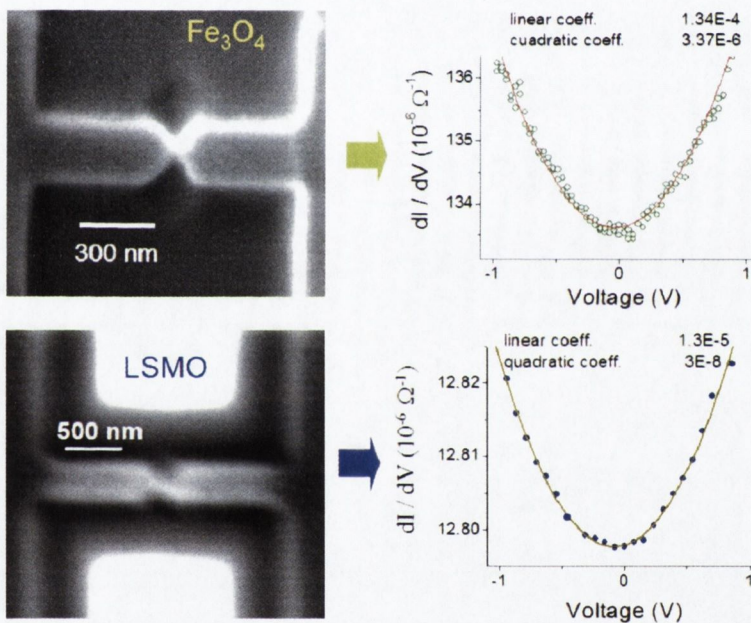 Fe₃O₄
300 nm
linear coeff. 1.34E-4
cuadratic coeff. 3.37E-6
136
135
134
dI / dV (10⁻⁶ Ω⁻¹)
-1 0 1
Voltage (V)
LSMO
500 nm
linear coeff. 1.3E-5
quadratic coeff. 3E-8
12.82
12.81
12.80
dI / dV (10⁻⁶ Ω⁻¹)
-1 0 1
Voltage (V)